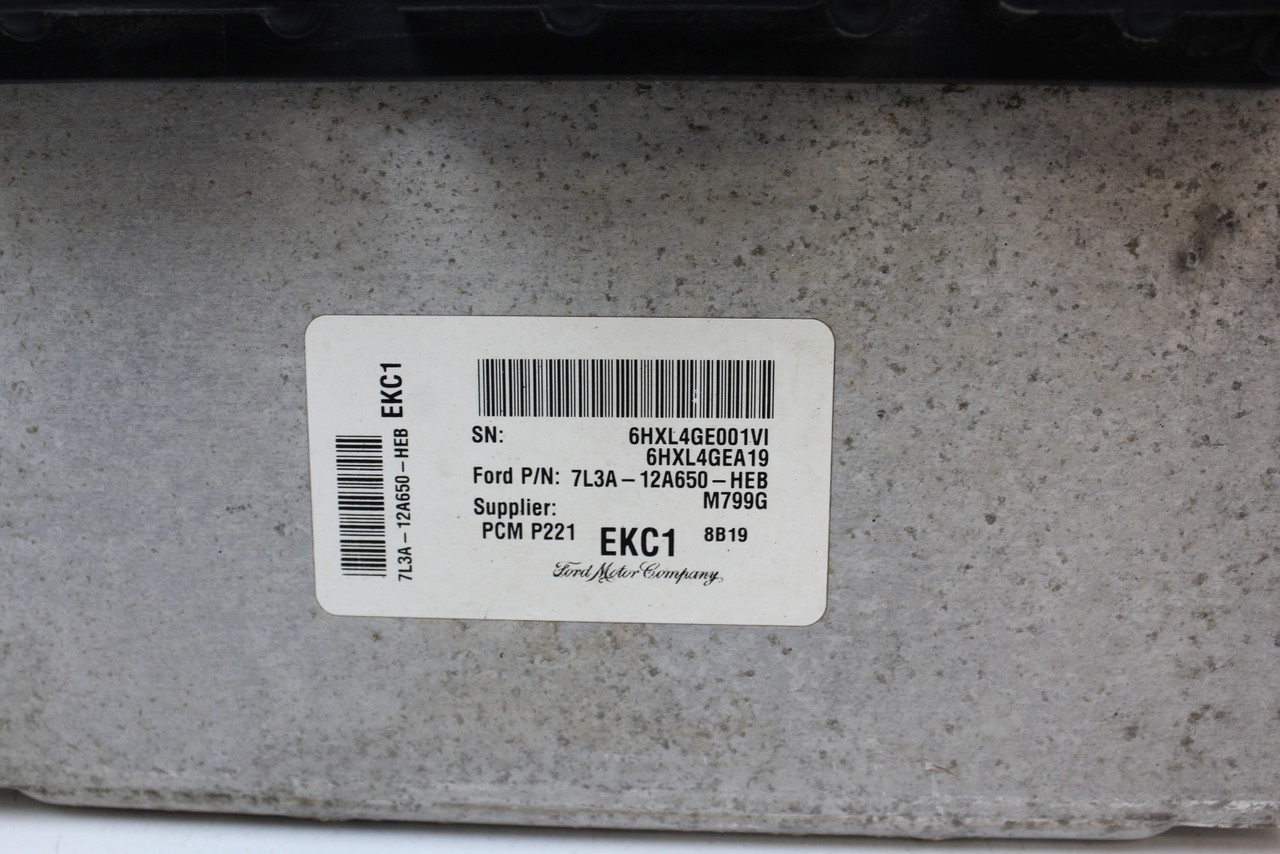 EKC1
7L3A-12A650-HEB
SN: 6HXL4GE001VI
6HXL4GEA19
Ford P/N: 7L3A-12A650-HEB
Supplier: M799G
PCM P221 EKC1 8B19
Ford Motor Company,